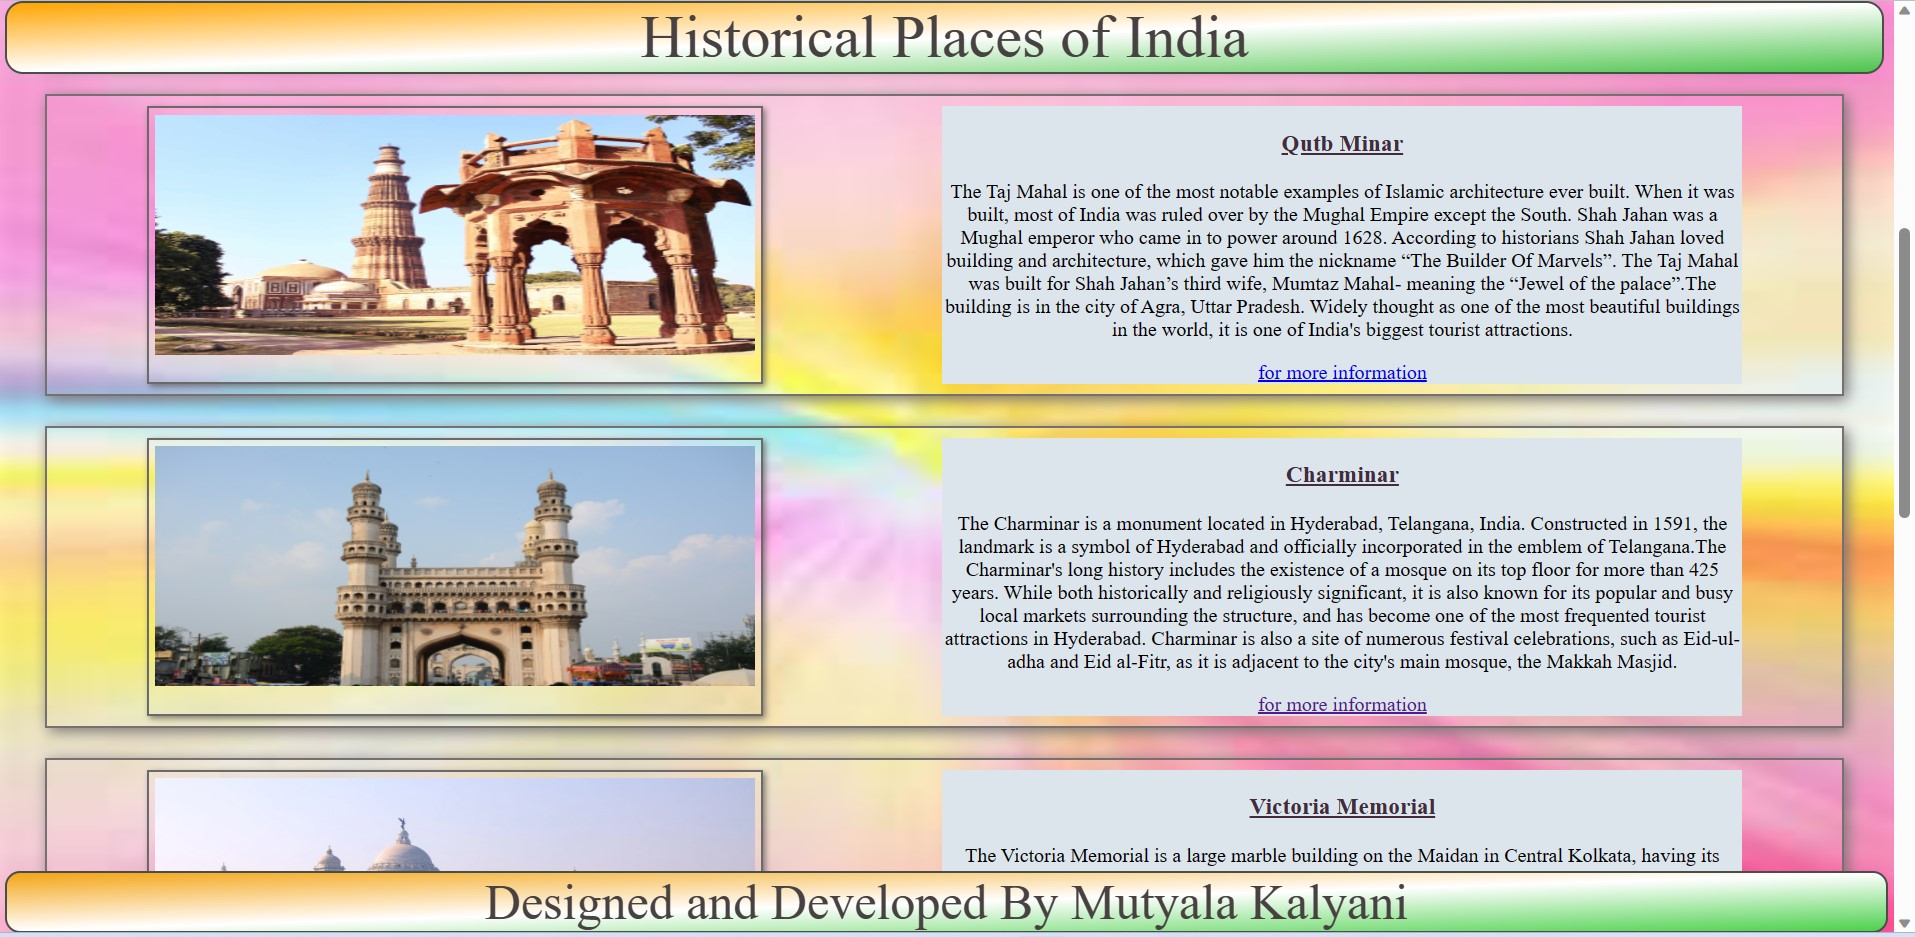 Historical Places of India
Qutb Minar
The Taj Mahal is one of the most notable examples of Islamic architecture ever built. When it was
built, most of India was ruled over by the Mughal Empire except the South. Shah Jahan was a
Mughal emperor who came in to power around 1628. According to historians Shah Jahan loved
building and architecture, which gave him the nickname “The Builder Of Marvels”. The Taj Mahal
was built for Shah Jahan’s third wife, Mumtaz Mahal- meaning the “Jewel of the palace”.The
building is in the city of Agra, Uttar Pradesh. Widely thought as one of the most beautiful buildings
in the world, it is one of India's biggest tourist attractions.
for more information
Charminar
The Charminar is a monument located in Hyderabad, Telangana, India. Constructed in 1591, the
landmark is a symbol of Hyderabad and officially incorporated in the emblem of Telangana.The
Charminar's long history includes the existence of a mosque on its top floor for more than 425
years. While both historically and religiously significant, it is also known for its popular and busy
local markets surrounding the structure, and has become one of the most frequented tourist
attractions in Hyderabad. Charminar is also a site of numerous festival celebrations, such as Eid-ul-
adha and Eid al-Fitr, as it is adjacent to the city's main mosque, the Makkah Masjid.
for more information
Victoria Memorial
The Victoria Memorial is a large marble building on the Maidan in Central Kolkata, having its
Designed and Developed By Mutyala Kalyani